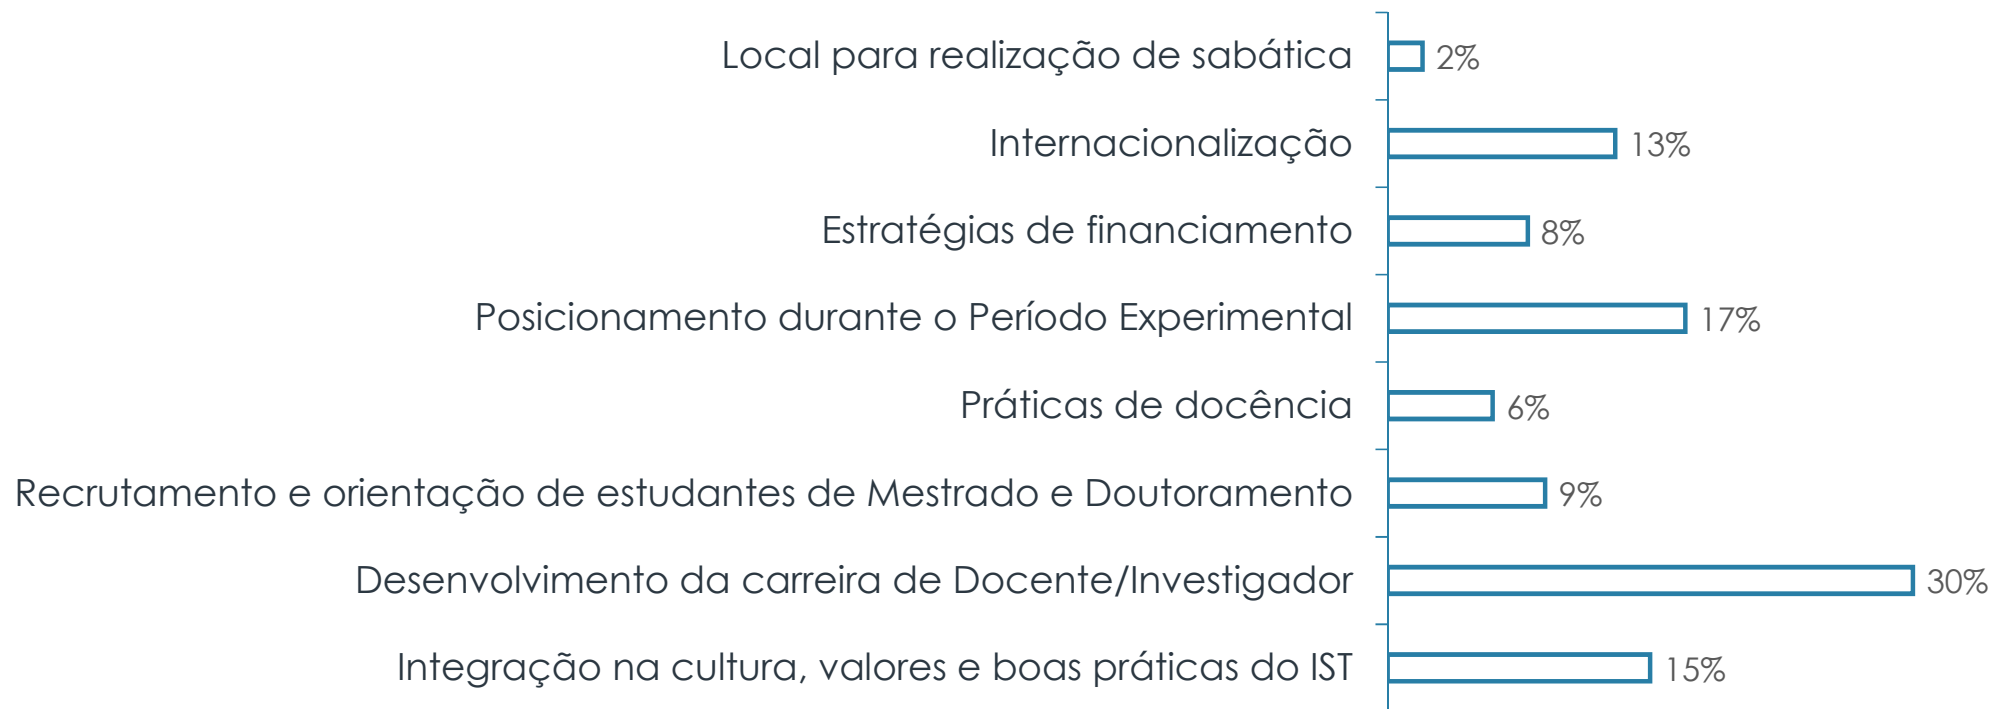 Local para realização de sabática 2%
Internacionalização 13%
Estratégias de financiamento 8%
Posicionamento durante o Período Experimental 17%
Práticas de docência 6%
Recrutamento e orientação de estudantes de Mestrado e Doutoramento 9%
Desenvolvimento da carreira de Docente/Investigador 30%
Integração na cultura, valores e boas práticas do IST 15%